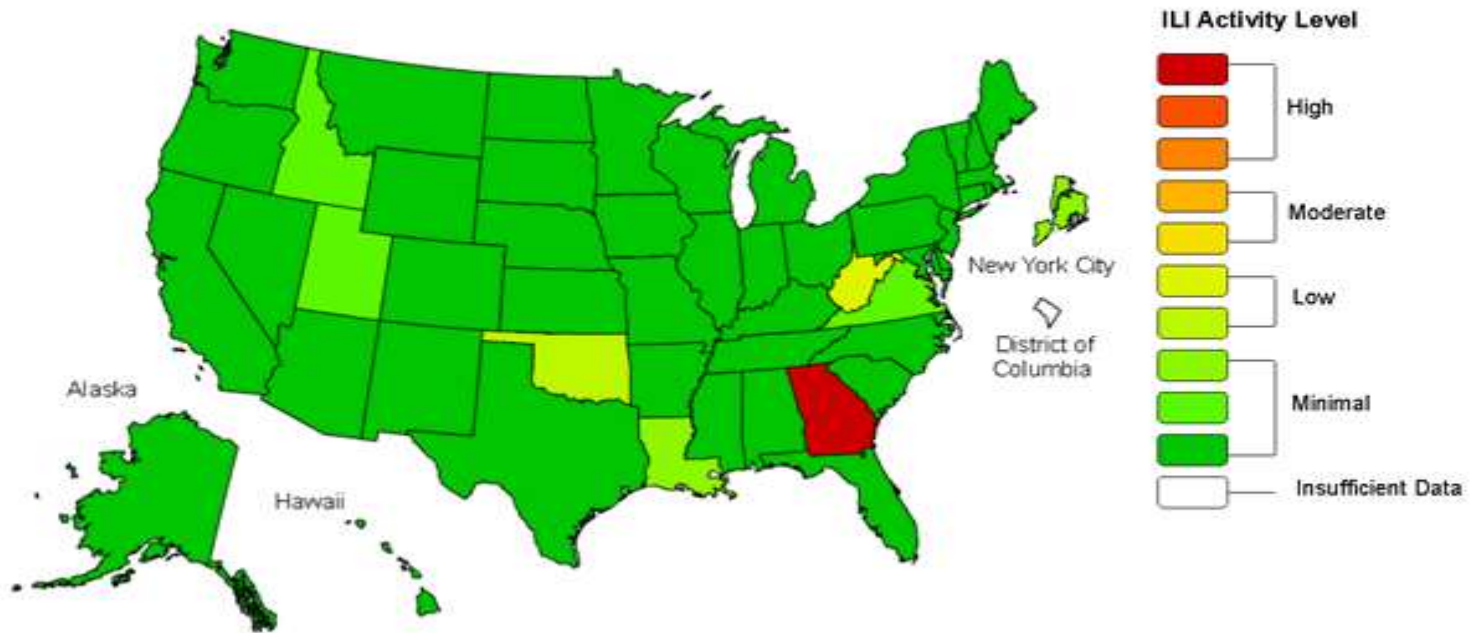 ILI Activity Level
High
Moderate
Low
Minimal
Insufficient Data
New York City
District of
Columbia
Alaska
Hawaii